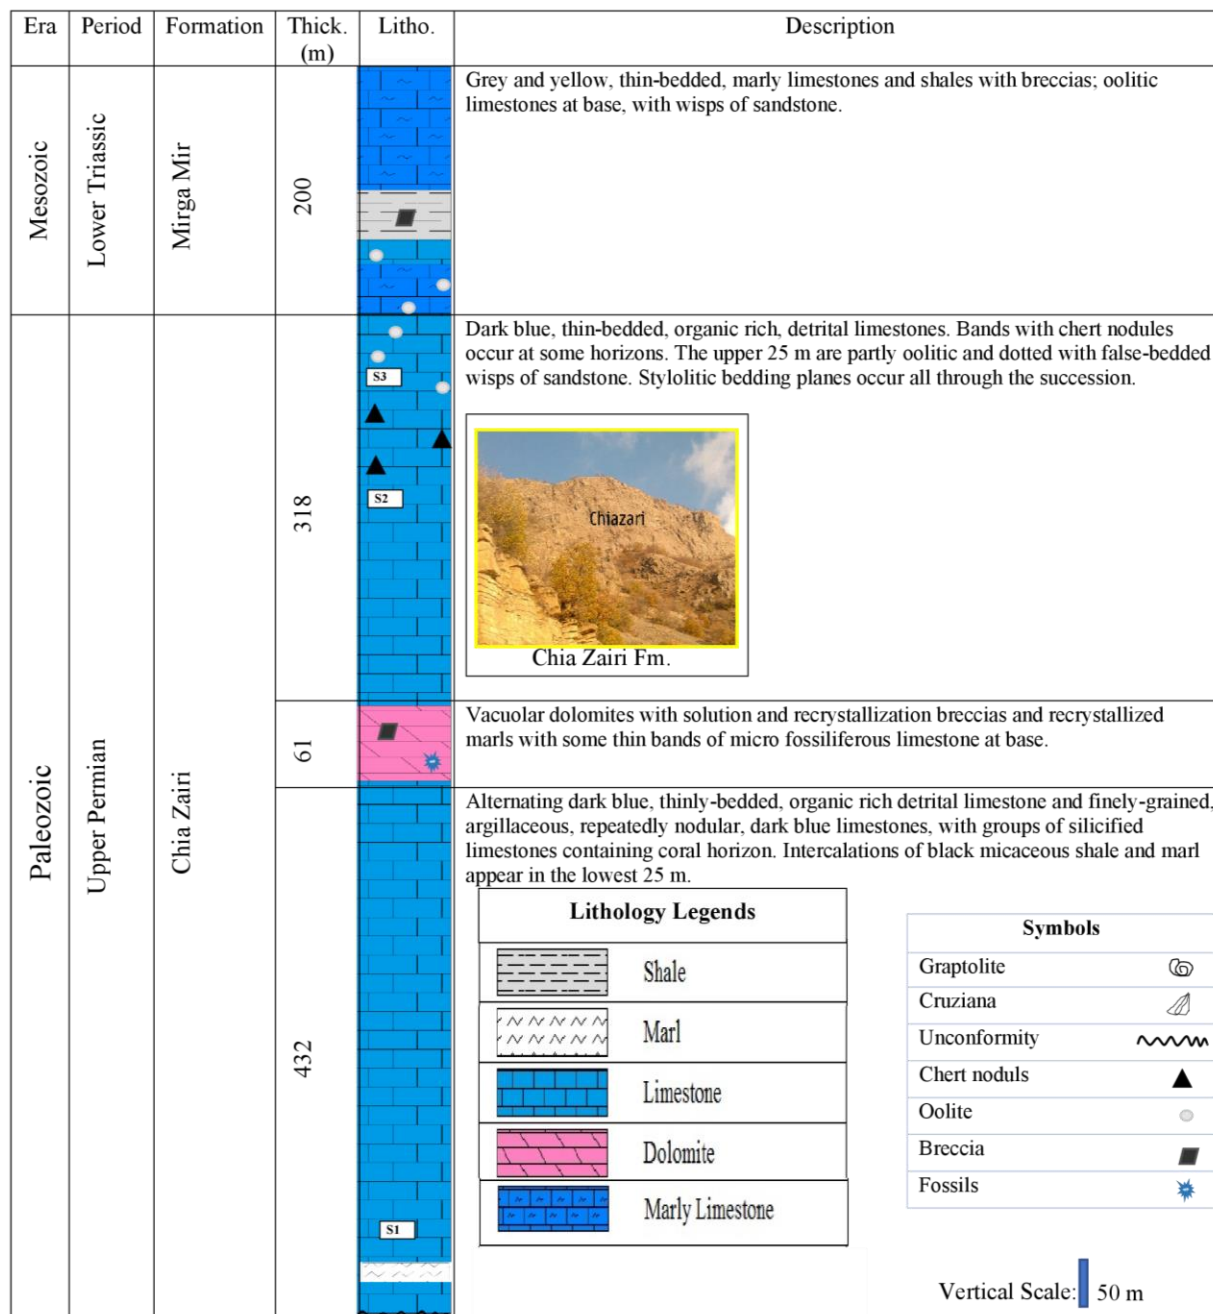 Era Period Formation Thick. (m) Litho. Description
Mesozoic
Lower Triassic
Mirga Mir
200
Grey and yellow, thin-bedded, marly limestones and shales with breccias; oolitic
limestones at base, with wisps of sandstone.
Paleozoic
Upper Permian
Chia Zairi
318
S3
S2
Dark blue, thin-bedded, organic rich, detrital limestones. Bands with chert nodules
occur at some horizons. The upper 25 m are partly oolitic and dotted with false-bedded
wisps of sandstone. Stylolitic bedding planes occur all through the succession.
Chiazari
Chia Zairi Fm.
61
Vacuolar dolomites with solution and recrystallization breccias and recrystallized
marls with some thin bands of micro fossiliferous limestone at base.
432
S1
Alternating dark blue, thinly-bedded, organic rich detrital limestone and finely-grained,
argillaceous, repeatedly nodular, dark blue limestones, with groups of silicified
limestones containing coral horizon. Intercalations of black micaceous shale and marl
appear in the lowest 25 m.
Lithology Legends
Shale
Marl
Limestone
Dolomite
Marly Limestone
Symbols
Graptolite
Cruziana
Unconformity
Chert noduls
Oolite
Breccia
Fossils
Vertical Scale: 50 m